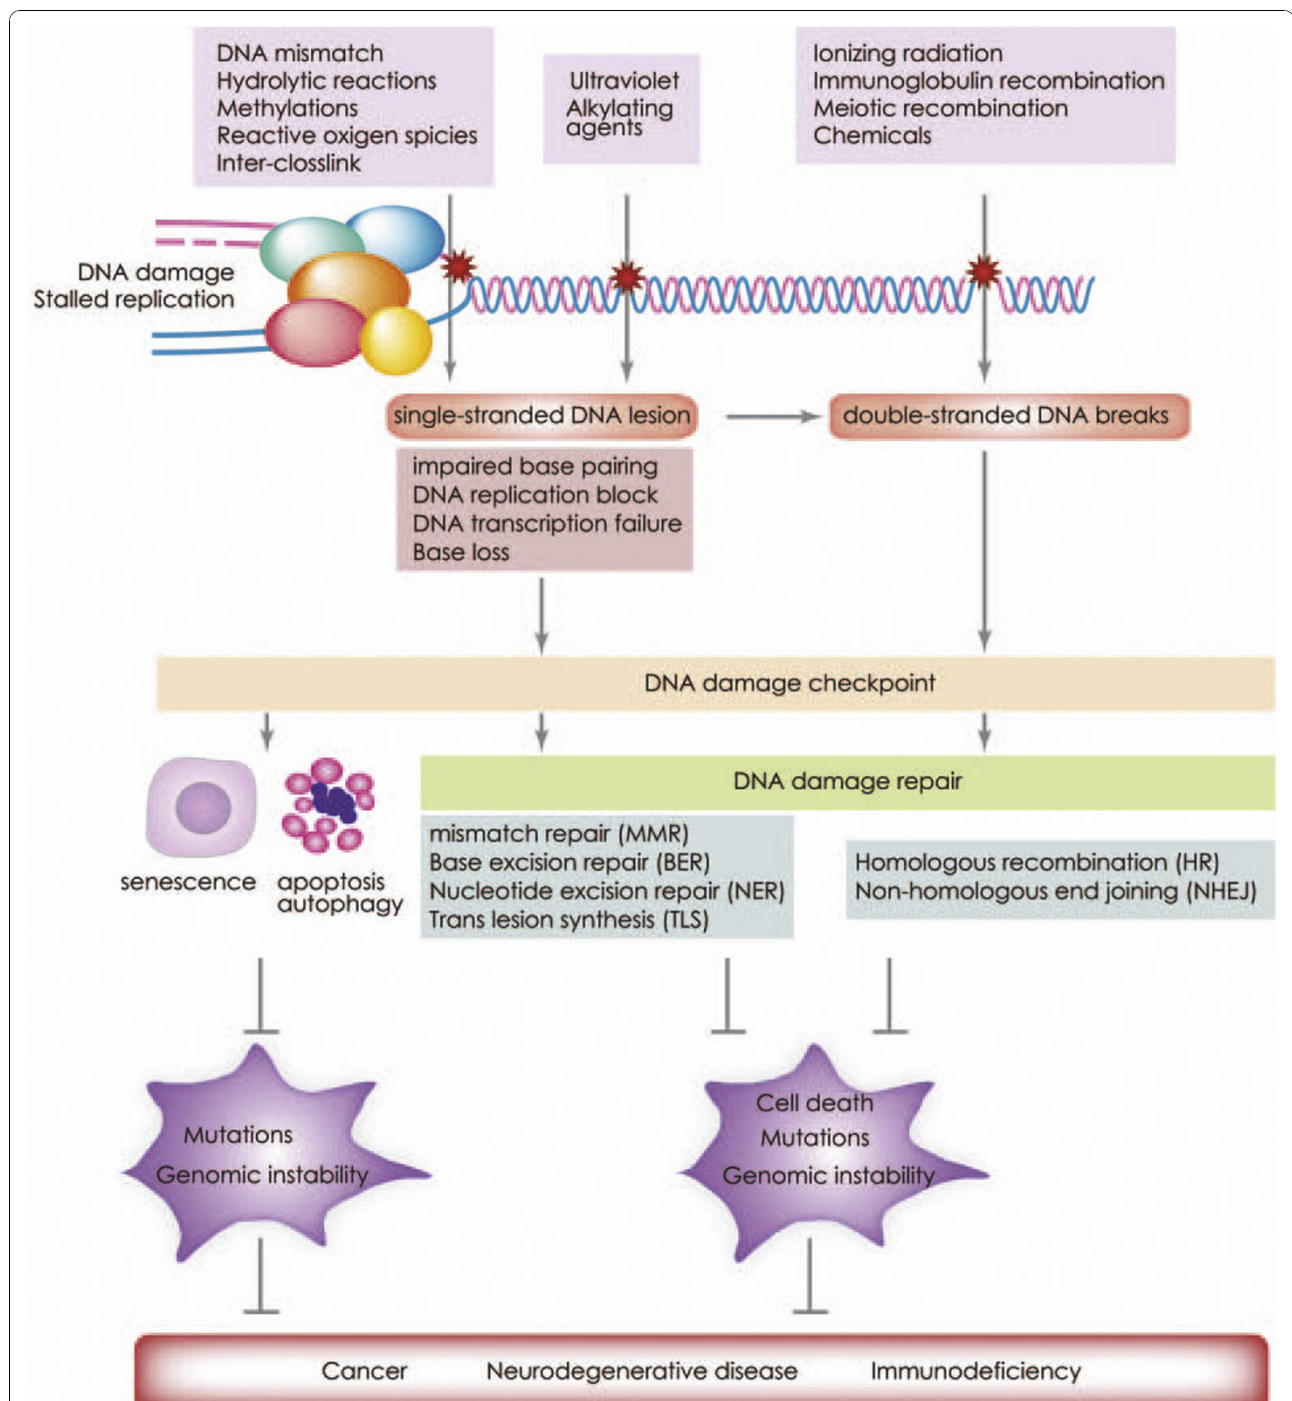 DNA mismatch
Hydrolytic reactions
Methylations
Reactive oxigen spicies
Inter-closslink
Ultraviolet
Alkylating
agents
Ionizing radiation
Immunoglobulin recombination
Meiotic recombination
Chemicals
DNA damage
Stalled replication
single-stranded DNA lesion
double-stranded DNA breaks
impaired base pairing
DNA replication block
DNA transcription failure
Base loss
DNA damage checkpoint
DNA damage repair
senescence
apoptosis
autophagy
mismatch repair (MMR)
Base excision repair (BER)
Nucleotide excision repair (NER)
Trans lesion synthesis (TLS)
Homologous recombination (HR)
Non-homologous end joining (NHEJ)
Mutations
Genomic instability
Cell death
Mutations
Genomic instability
Cancer
Neurodegenerative disease
Immunodeficiency